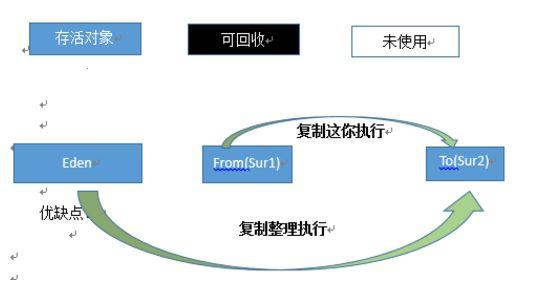 存活对象
可回收
未使用
复制这你执行
Eden
From(Sur1)
To(Sur2)
优缺点
复制整理执行